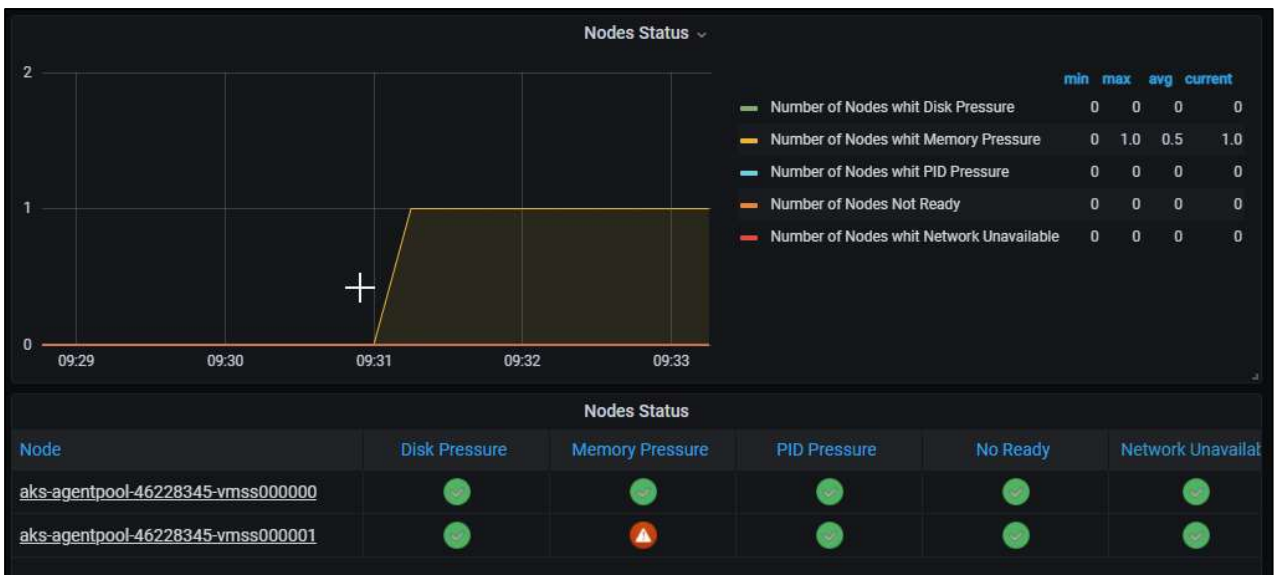 Nodes Status
2
1
0
09:29 09:30 09:31 09:32 09:33
min max avg current
Number of Nodes whit Disk Pressure 0 0 0 0
Number of Nodes whit Memory Pressure 0 1.0 0.5 1.0
Number of Nodes whit PID Pressure 0 0 0 0
Number of Nodes Not Ready 0 0 0 0
Number of Nodes whit Network Unavailable 0 0 0 0
Nodes Status
Node Disk Pressure Memory Pressure PID Pressure No Ready Network Unavailab
aks-agentpool-46228345-vmss000000
aks-agentpool-46228345-vmss000001